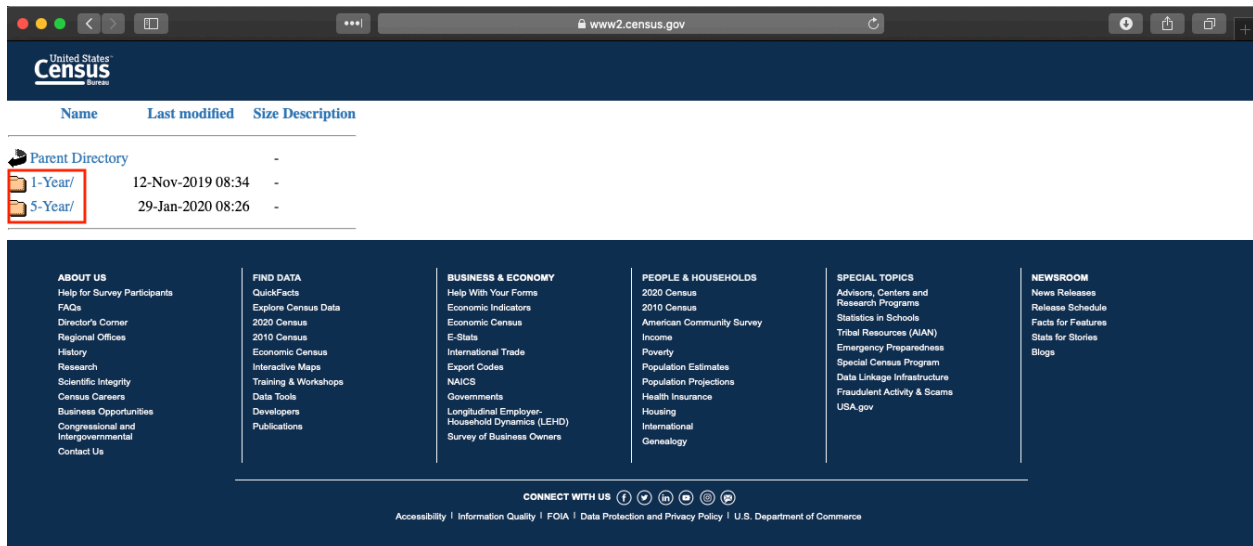 www2.census.gov
United States®
Census
Bureau
Name Last modified Size Description
Parent Directory -
1-Year/ 12-Nov-2019 08:34 -
5-Year/ 29-Jan-2020 08:26 -
ABOUT US
Help for Survey Participants
FAQs
Director's Corner
Regional Offices
History
Research
Scientific Integrity
Census Careers
Business Opportunities
Congressional and
Intergovernmental
Contact Us
FIND DATA
QuickFacts
Explore Census Data
2020 Census
2010 Census
Economic Census
Interactive Maps
Training & Workshops
Data Tools
Developers
Publications
BUSINESS & ECONOMY
Help With Your Forms
Economic Indicators
Economic Census
E-Stats
International Trade
Export Codes
NAICS
Governments
Longitudinal Employer-
Household Dynamics (LEHD)
Survey of Business Owners
PEOPLE & HOUSEHOLDS
2020 Census
2010 Census
American Community Survey
Income
Poverty
Population Estimates
Population Projections
Health Insurance
Housing
International
Genealogy
SPECIAL TOPICS
Advisors, Centers and
Research Programs
Statistics in Schools
Tribal Resources (AIAN)
Emergency Preparedness
Special Census Program
Data Linkage Infrastructure
Fraudulent Activity & Scams
USA.gov
NEWSROOM
News Releases
Release Schedule
Facts for Features
Stats for Stories
Blogs
CONNECT WITH US
Accessibility | Information Quality | FOIA | Data Protection and Privacy Policy | U.S. Department of Commerce